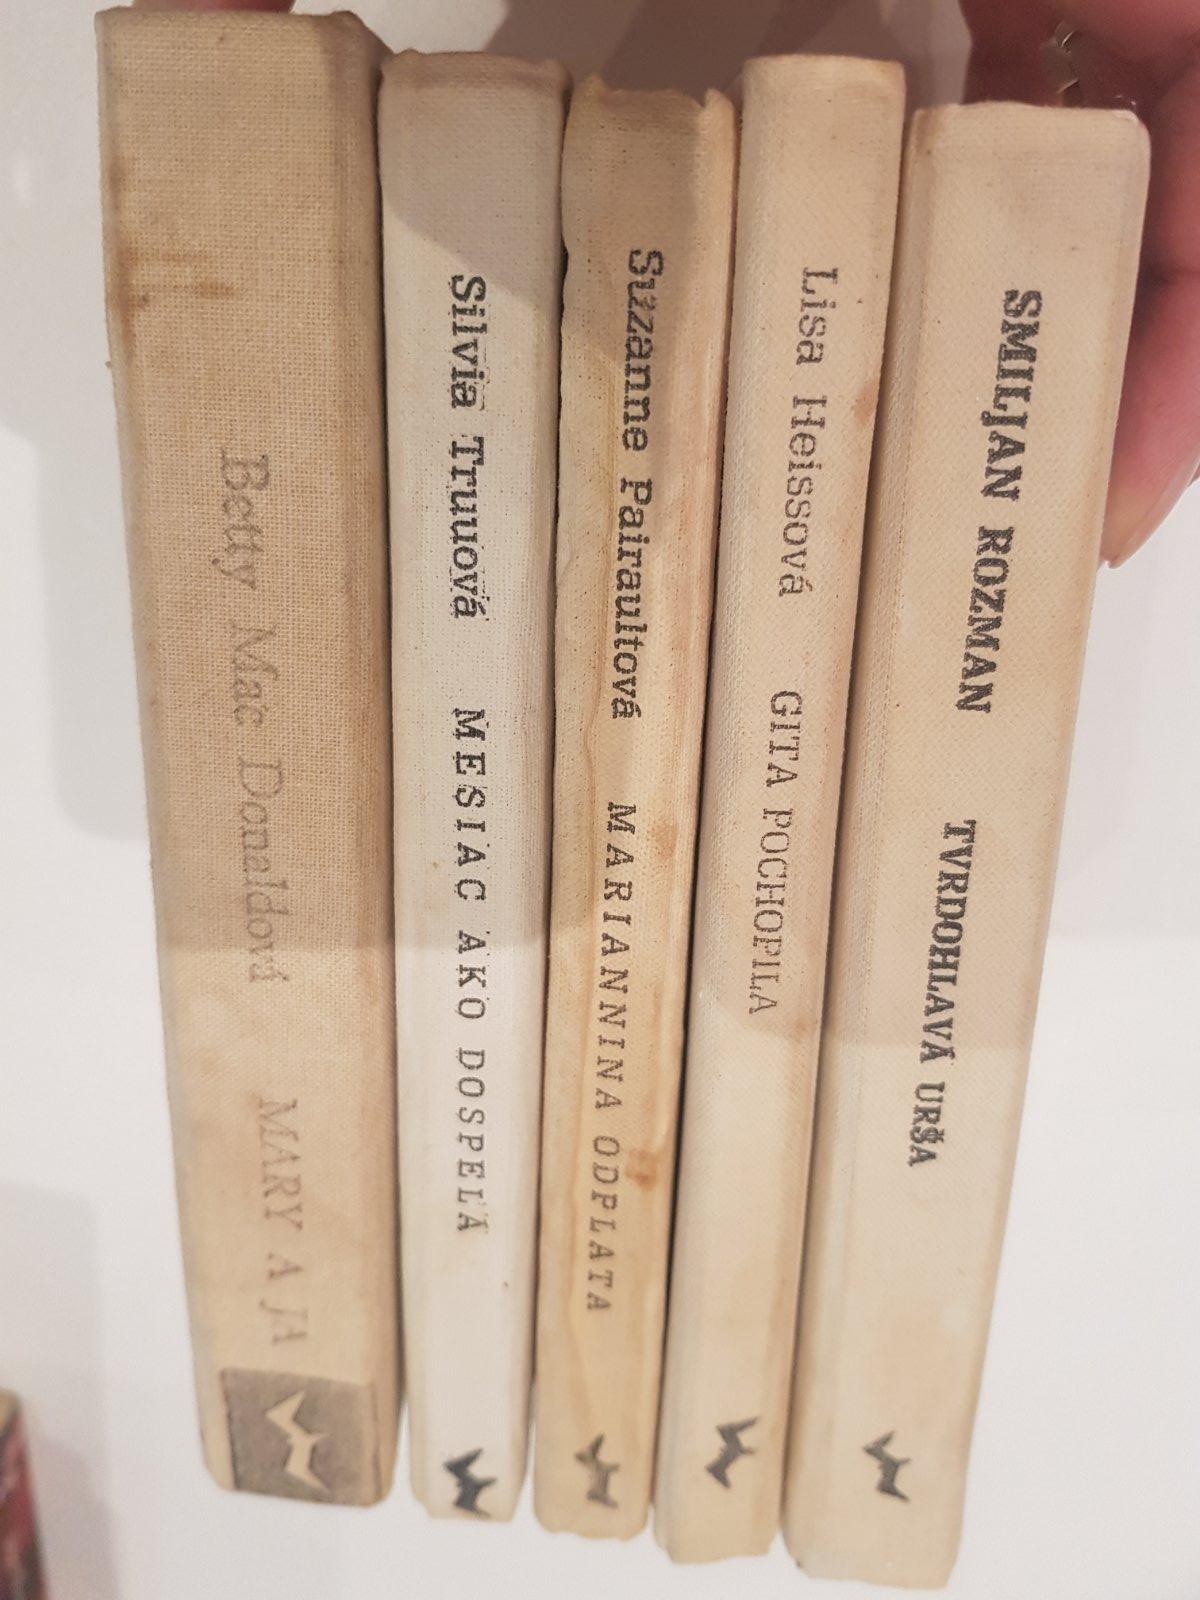 Betty Mac Donaldová MARY A JA
Silvia Truuová MESIAC AKO DOSPELÁ
Suzanne Pairaultová MARIANNINA ODPLATA
Lisa Heissová GITA POCHOPILA
SMILJAN ROZMAN TVRDOHLAVÁ URŠA